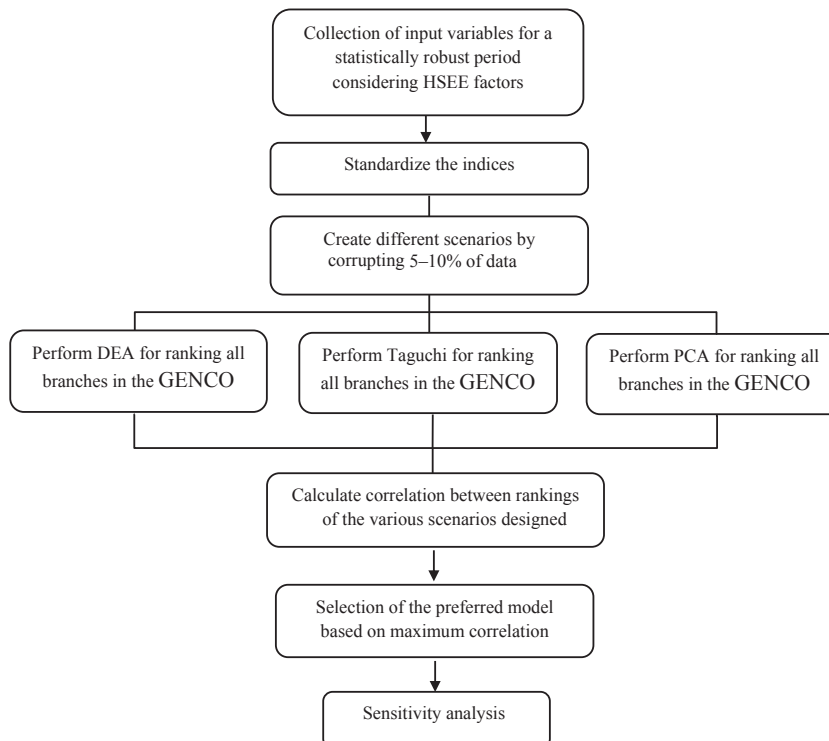 Collection of input variables for a
statistically robust period
considering HSEE factors
Standardize the indices
Create different scenarios by
corrupting 5–10% of data
Perform DEA for ranking all
branches in the GENCO
Perform Taguchi for ranking
all branches in the GENCO
Perform PCA for ranking all
branches in the GENCO
Calculate correlation between rankings
of the various scenarios designed
Selection of the preferred model
based on maximum correlation
Sensitivity analysis